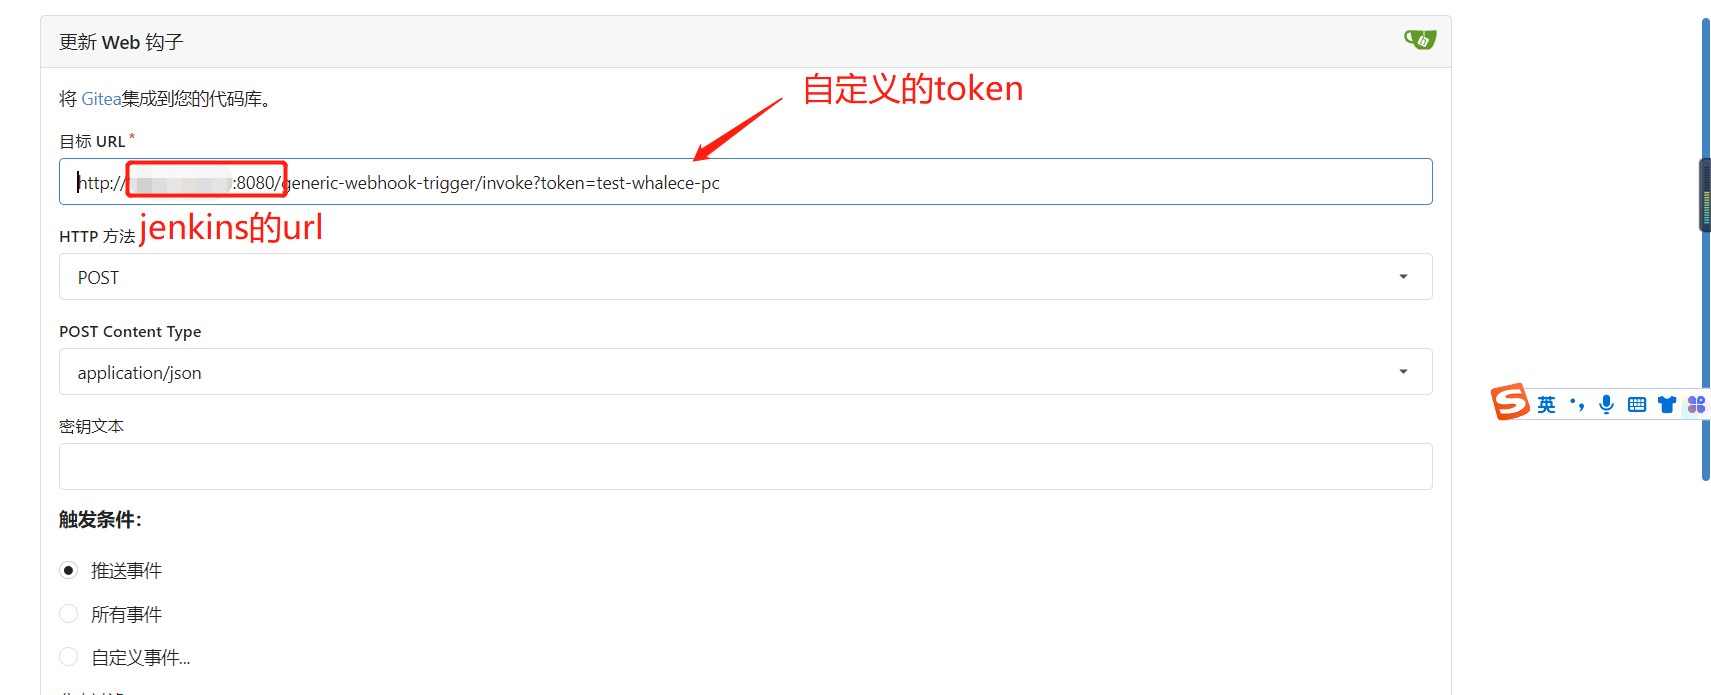 更新 Web 钩子
将 Gitea集成到您的代码库。
自定义的token
目标 URL *
http:// :8080/generic-webhook-trigger/invoke?token=test-whalece-pc
jenkins的url
HTTP 方法
POST
POST Content Type
application/json
密钥文本
英
触发条件：
推送事件
所有事件
自定义事件...